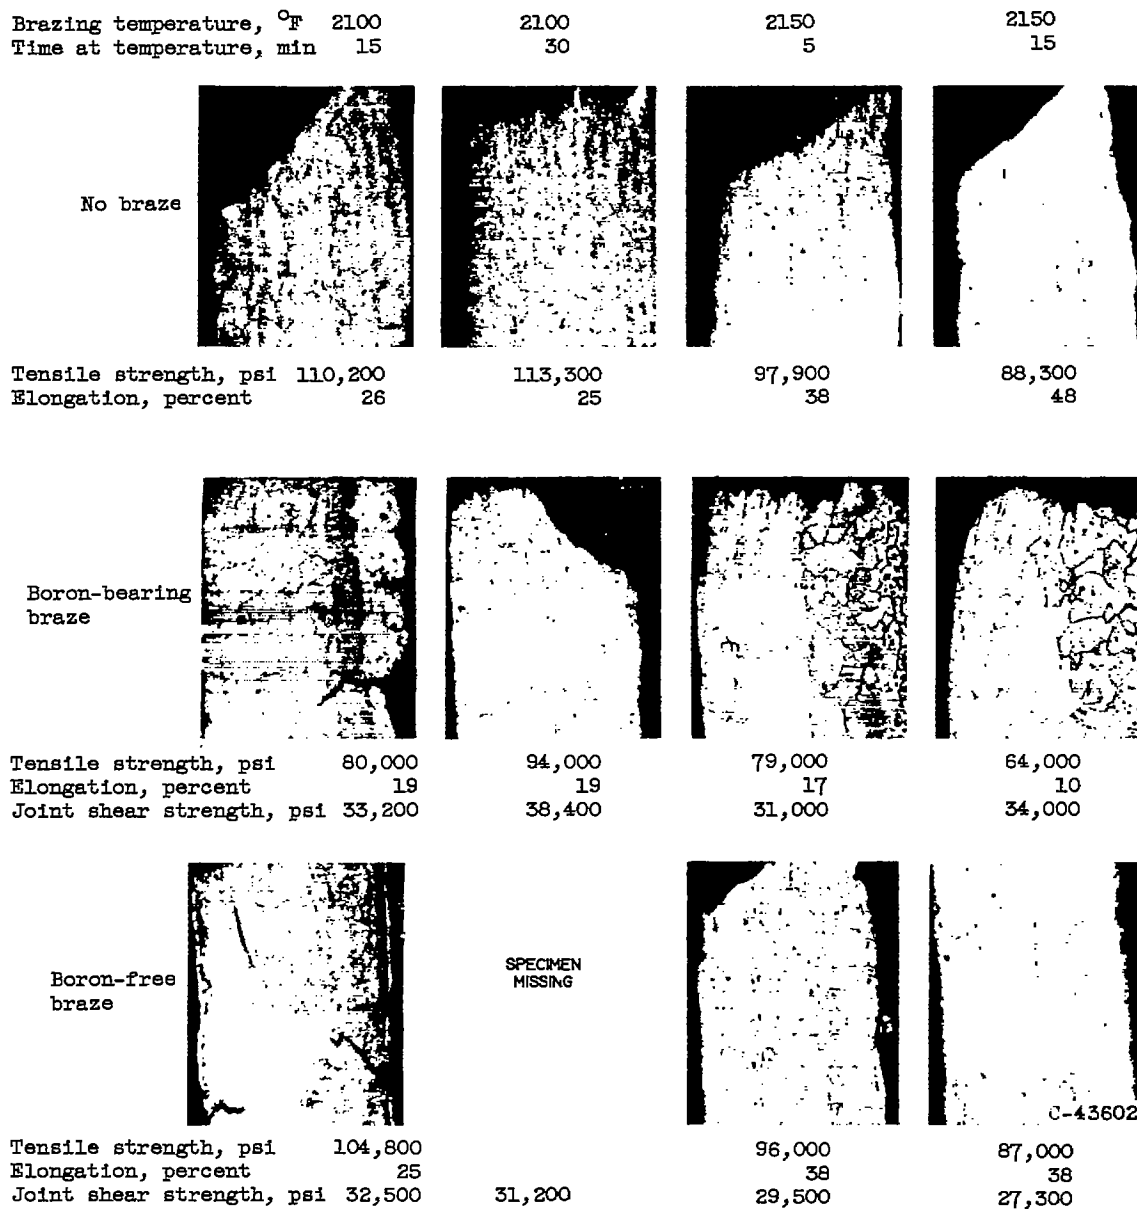 Brazing temperature, °F 2100 2100 2150 2150
Time at temperature, min 15 30 5 15
No braze
Tensile strength, psi 110,200 113,300 97,900 88,300
Elongation, percent 26 25 38 48
Boron-bearing
braze
Tensile strength, psi 80,000 94,000 79,000 64,000
Elongation, percent 19 19 17 10
Joint shear strength, psi 33,200 38,400 31,000 34,000
Boron-free
braze
SPECIMEN
MISSING
C-43602
Tensile strength, psi 104,800 96,000 87,000
Elongation, percent 25 38 38
Joint shear strength, psi 32,500 31,200 29,500 27,300